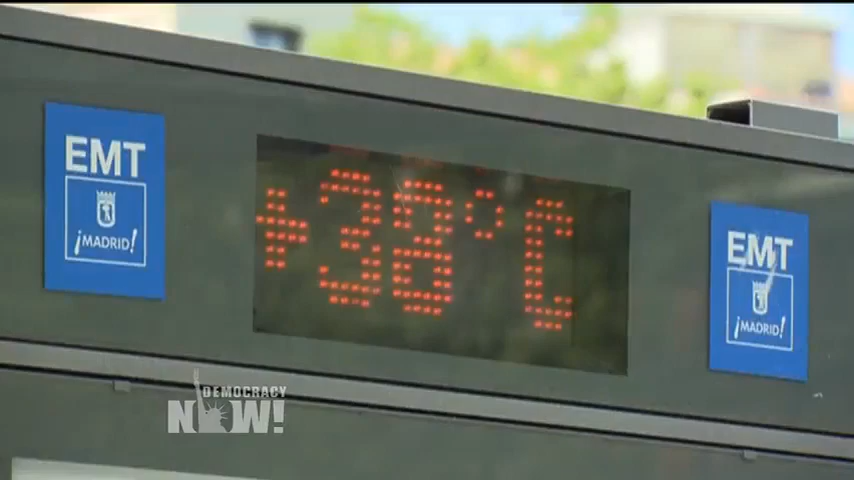 EMT
¡MADRID!
+38°C
EMT
¡MADRID!
DEMOCRACY
NOW!